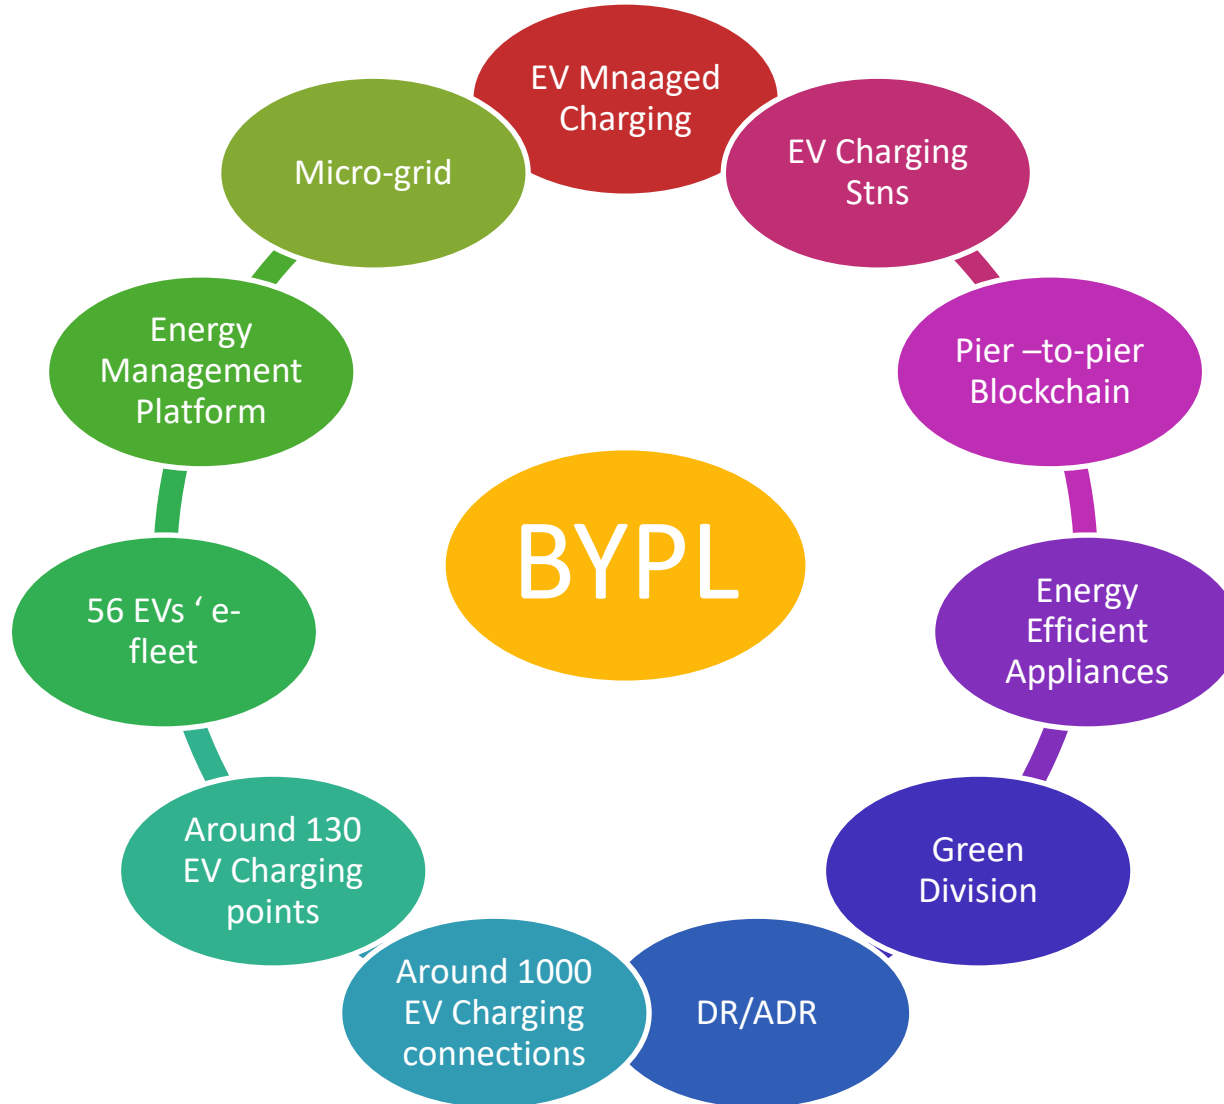 EV Mnaaged
Charging
EV Charging
Stns
Pier –to-pier
Blockchain
Energy
Efficient
Appliances
Green
Division
DR/ADR
Around 1000
EV Charging
connections
Around 130
EV Charging
points
56 EVs ‘ e-
fleet
Energy
Management
Platform
Micro-grid
BYPL